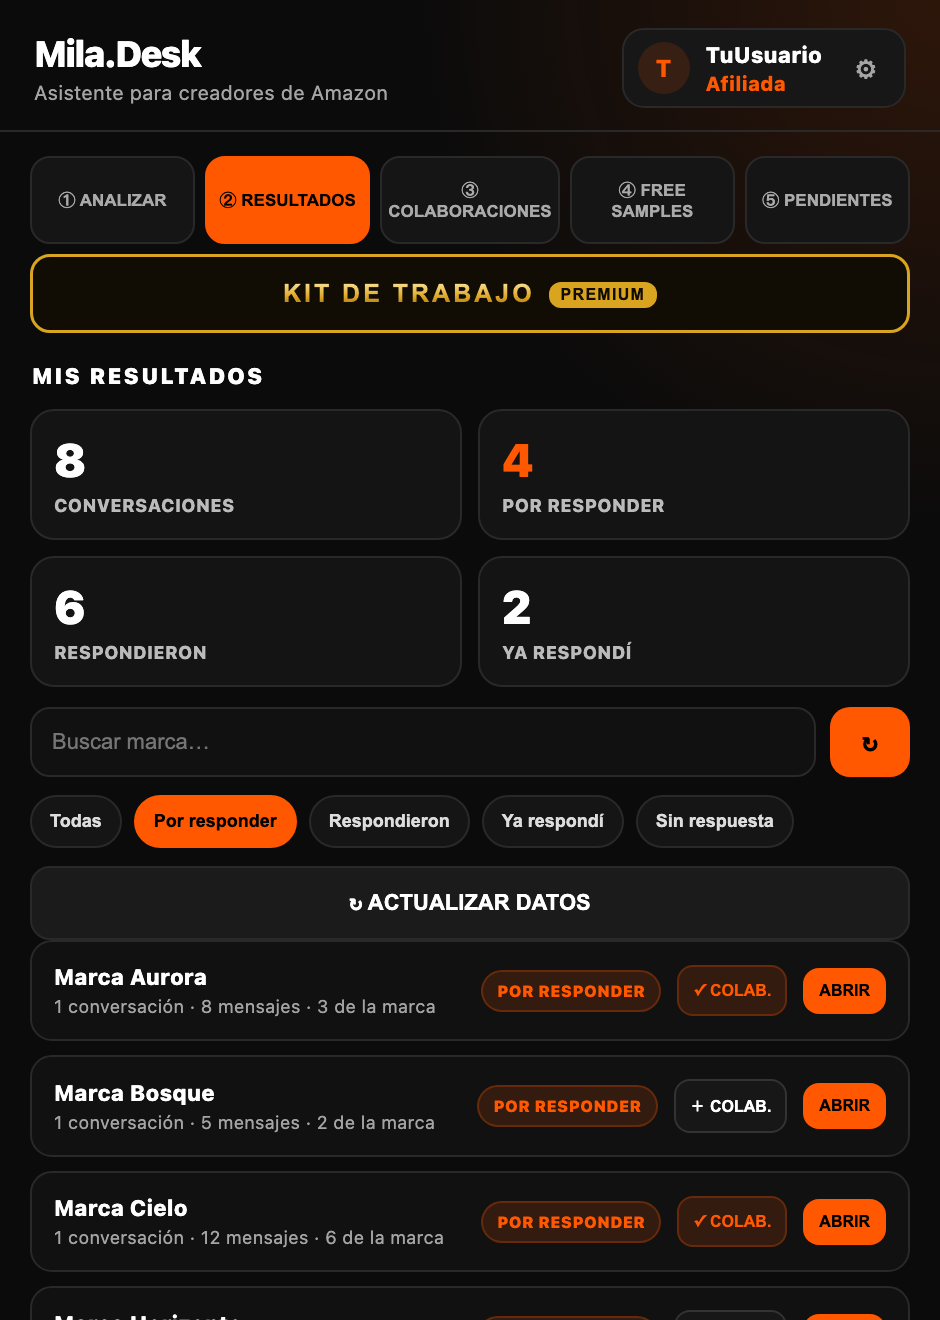 Mila.Desk
Asistente para creadores de Amazon
T
TuUsuario
Afiliada
⚙
① ANALIZAR
② RESULTADOS
③
COLABORACIONES
④ FREE
SAMPLES
⑤ PENDIENTES
KIT DE TRABAJO PREMIUM
MIS RESULTADOS
8
CONVERSACIONES
4
POR RESPONDER
6
RESPONDIERON
2
YA RESPONDÍ
Buscar marca…
↻
Todas
Por responder
Respondieron
Ya respondí
Sin respuesta
↻ ACTUALIZAR DATOS
Marca Aurora
1 conversación · 8 mensajes · 3 de la marca
POR RESPONDER
✓ COLAB.
ABRIR
Marca Bosque
1 conversación · 5 mensajes · 2 de la marca
POR RESPONDER
+ COLAB.
ABRIR
Marca Cielo
1 conversación · 12 mensajes · 6 de la marca
POR RESPONDER
✓ COLAB.
ABRIR